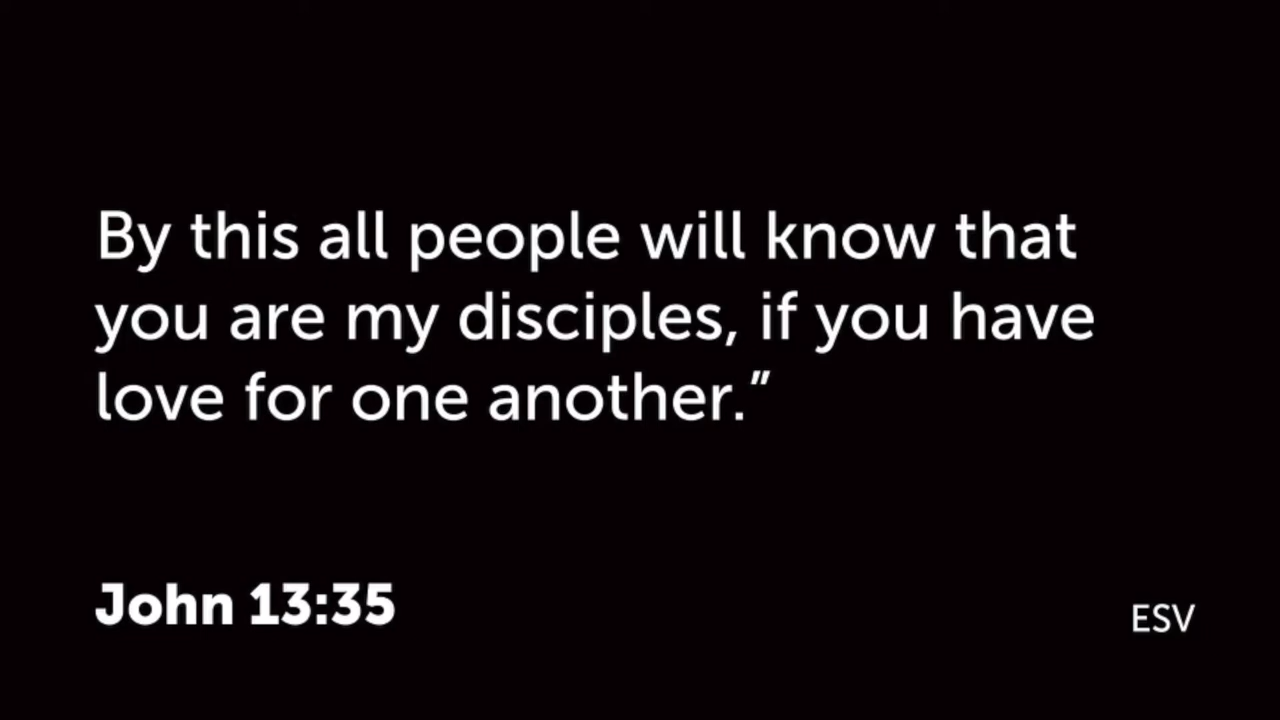 By this all people will know that
you are my disciples, if you have
love for one another.”
John 13:35
ESV